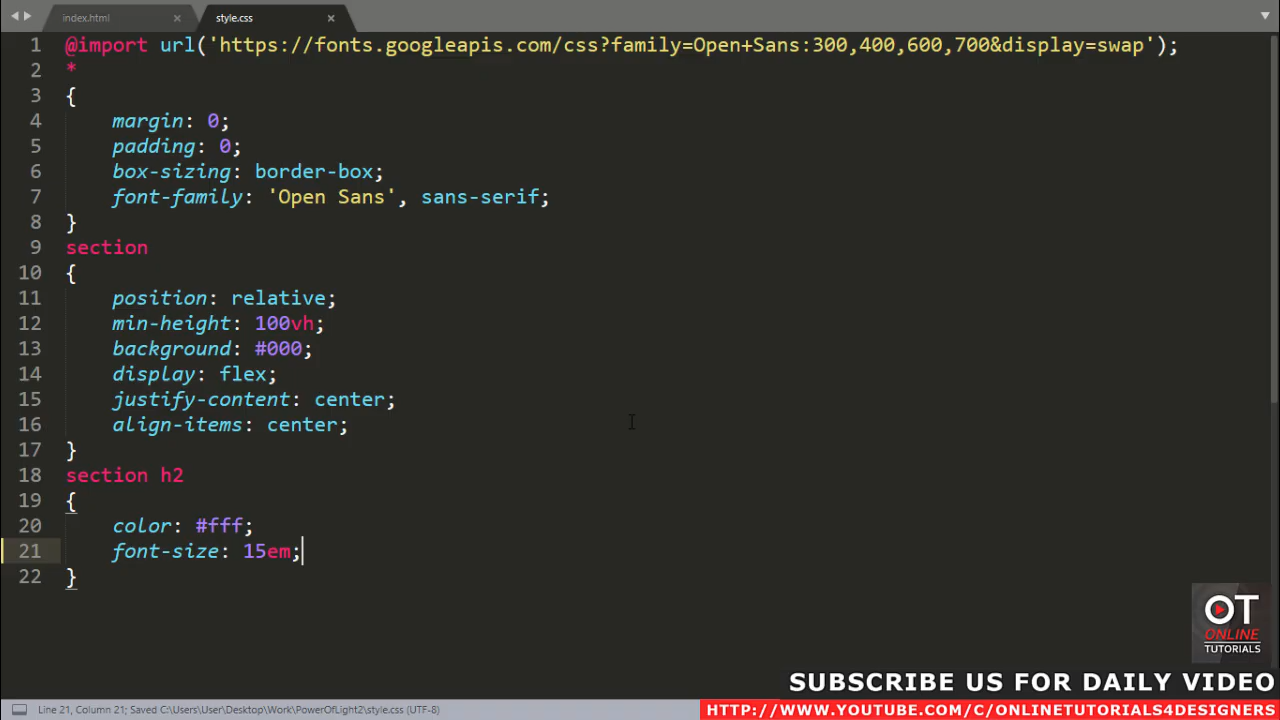 index.html × style.css ×
1 @import url('https://fonts.googleapis.com/css?family=Open+Sans:300,400,600,700&display=swap');
2 *
3 {
4 margin: 0;
5 padding: 0;
6 box-sizing: border-box;
7 font-family: 'Open Sans', sans-serif;
8 }
9 section
10 {
11 position: relative;
12 min-height: 100vh;
13 background: #000;
14 display: flex;
15 justify-content: center;
16 align-items: center;
17 }
18 section h2
19 {
20 color: #fff;
21 font-size: 15em;
22 }
OT
ONLINE
TUTORIALS
SUBSCRIBE US FOR DAILY VIDEO
Line 21, Column 21; Saved C:\Users\User\Desktop\Work\PowerOfLight2\style.css (UTF-8)
HTTP://WWW.YOUTUBE.COM/C/ONLINETUTORIALS4DESIGNERS